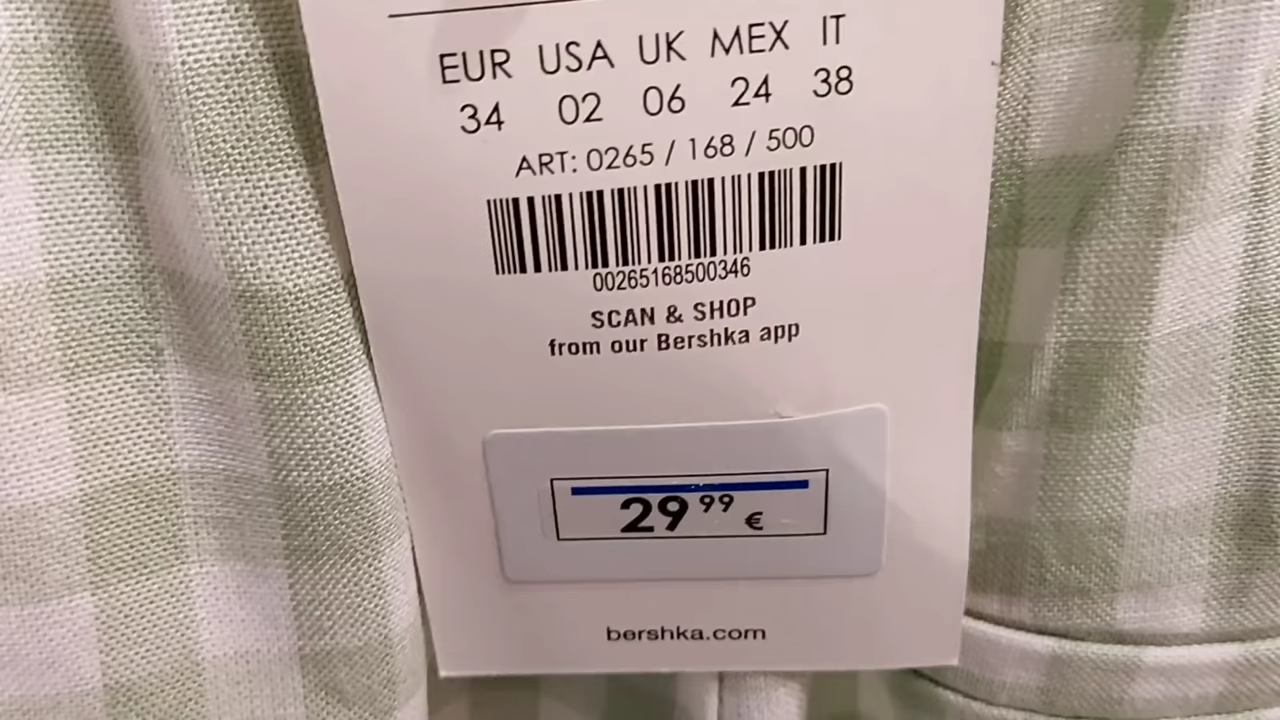 EUR USA UK MEX IT
34 02 06 24 38
ART: 0265 / 168 / 500
00265168500346
SCAN & SHOP
from our Bershka app
29 99 €
bershka.com